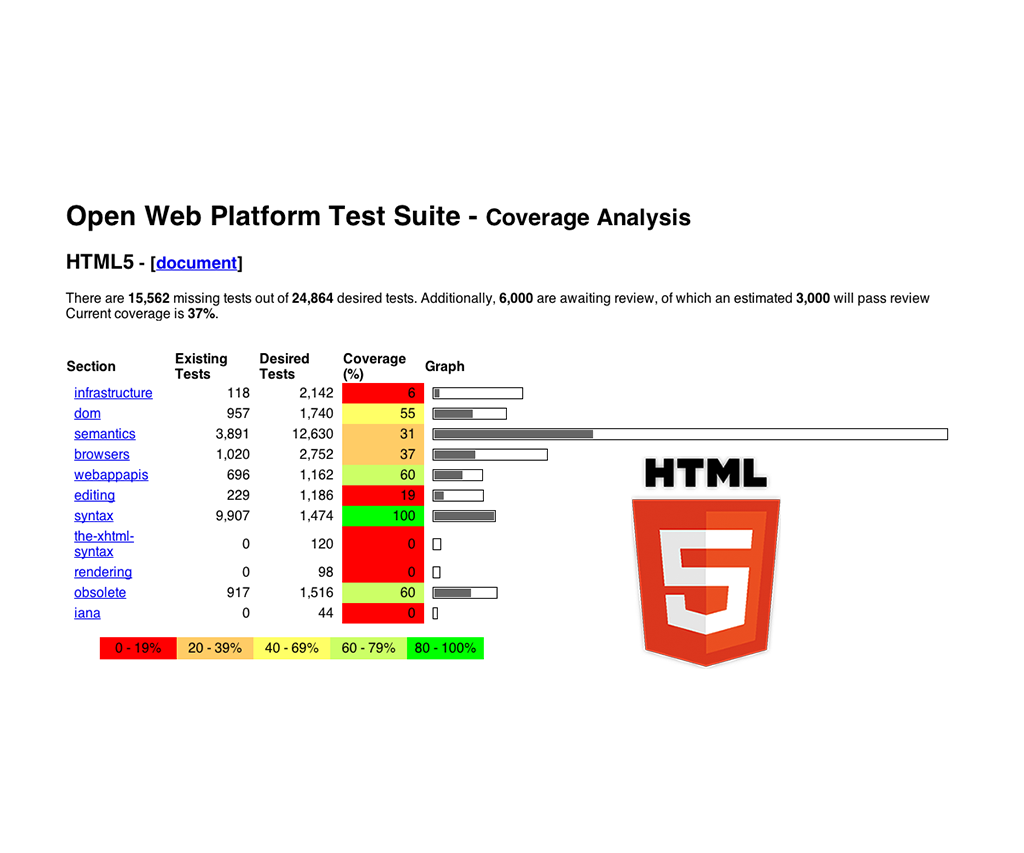 Open Web Platform Test Suite - Coverage Analysis
HTML5 - [document]
There are 15,562 missing tests out of 24,864 desired tests. Additionally, 6,000 are awaiting review, of which an estimated 3,000 will pass review
Current coverage is 37%.
Section Existing Tests Desired Tests Coverage (%) Graph
infrastructure 118 2,142 6
dom 957 1,740 55
semantics 3,891 12,630 31
browsers 1,020 2,752 37
webappapis 696 1,162 60
editing 229 1,186 19
syntax 9,907 1,474 100
the-xhtml-syntax 0 120 0
rendering 0 98 0
obsolete 917 1,516 60
iana 0 44 0
0 - 19% 20 - 39% 40 - 69% 60 - 79% 80 - 100%
HTML
5